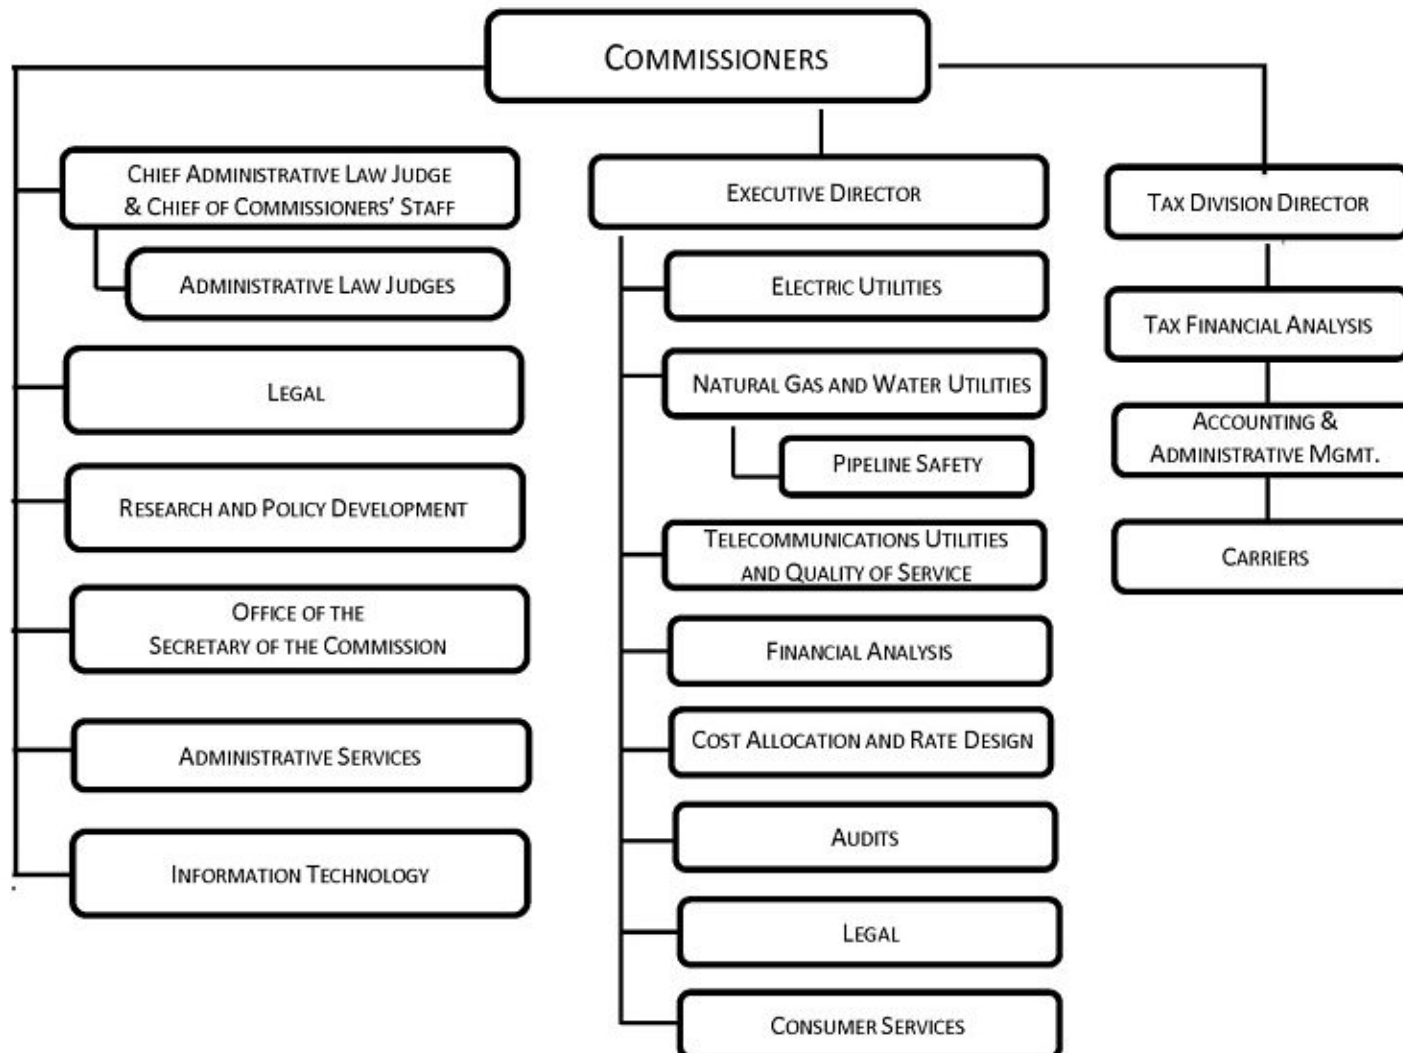 COMMISSIONERS
CHIEF ADMINISTRATIVE LAW JUDGE
& CHIEF OF COMMISSIONERS' STAFF
ADMINISTRATIVE LAW JUDGES
LEGAL
RESEARCH AND POLICY DEVELOPMENT
OFFICE OF THE
SECRETARY OF THE COMMISSION
ADMINISTRATIVE SERVICES
INFORMATION TECHNOLOGY
EXECUTIVE DIRECTOR
ELECTRIC UTILITIES
NATURAL GAS AND WATER UTILITIES
PIPELINE SAFETY
TELECOMMUNICATIONS UTILITIES
AND QUALITY OF SERVICE
FINANCIAL ANALYSIS
COST ALLOCATION AND RATE DESIGN
AUDITS
LEGAL
CONSUMER SERVICES
TAX DIVISION DIRECTOR
TAX FINANCIAL ANALYSIS
ACCOUNTING &
ADMINISTRATIVE MGMT.
CARRIERS